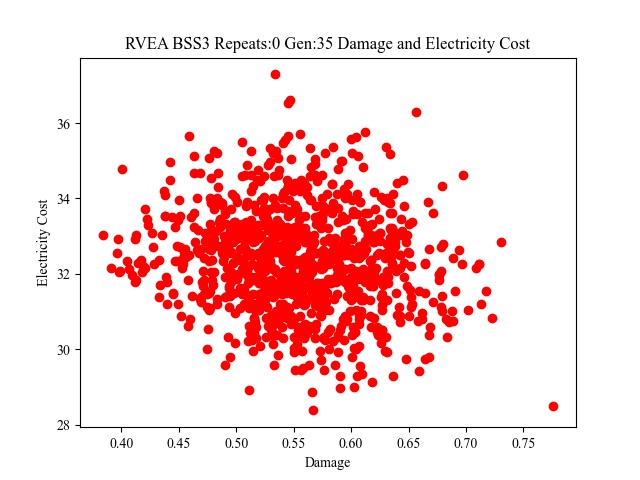 RVEA BSS3 Repeats:0 Gen:35 Damage and Electricity Cost
36
34
32
30
28
Electricity Cost
0.40 0.45 0.50 0.55 0.60 0.65 0.70 0.75
Damage